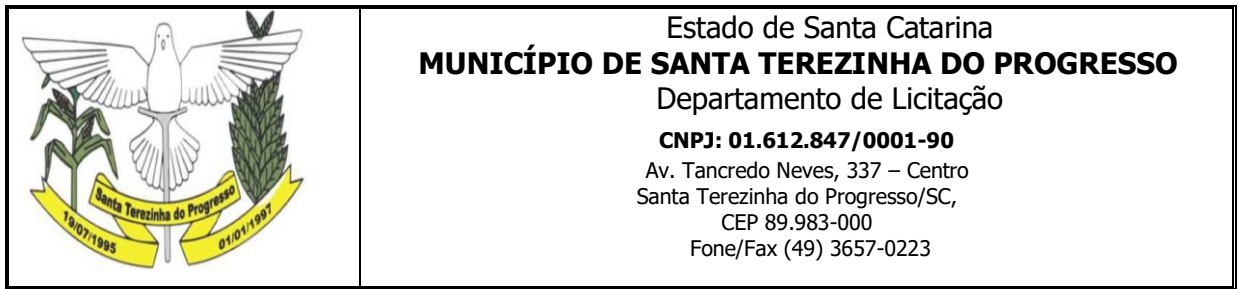 Santa Terezinha do Progresso
19/07/1995
01/01/1997
Estado de Santa Catarina
MUNICÍPIO DE SANTA TEREZINHA DO PROGRESSO
Departamento de Licitação
CNPJ: 01.612.847/0001-90
Av. Tancredo Neves, 337 – Centro
Santa Terezinha do Progresso/SC,
CEP 89.983-000
Fone/Fax (49) 3657-0223